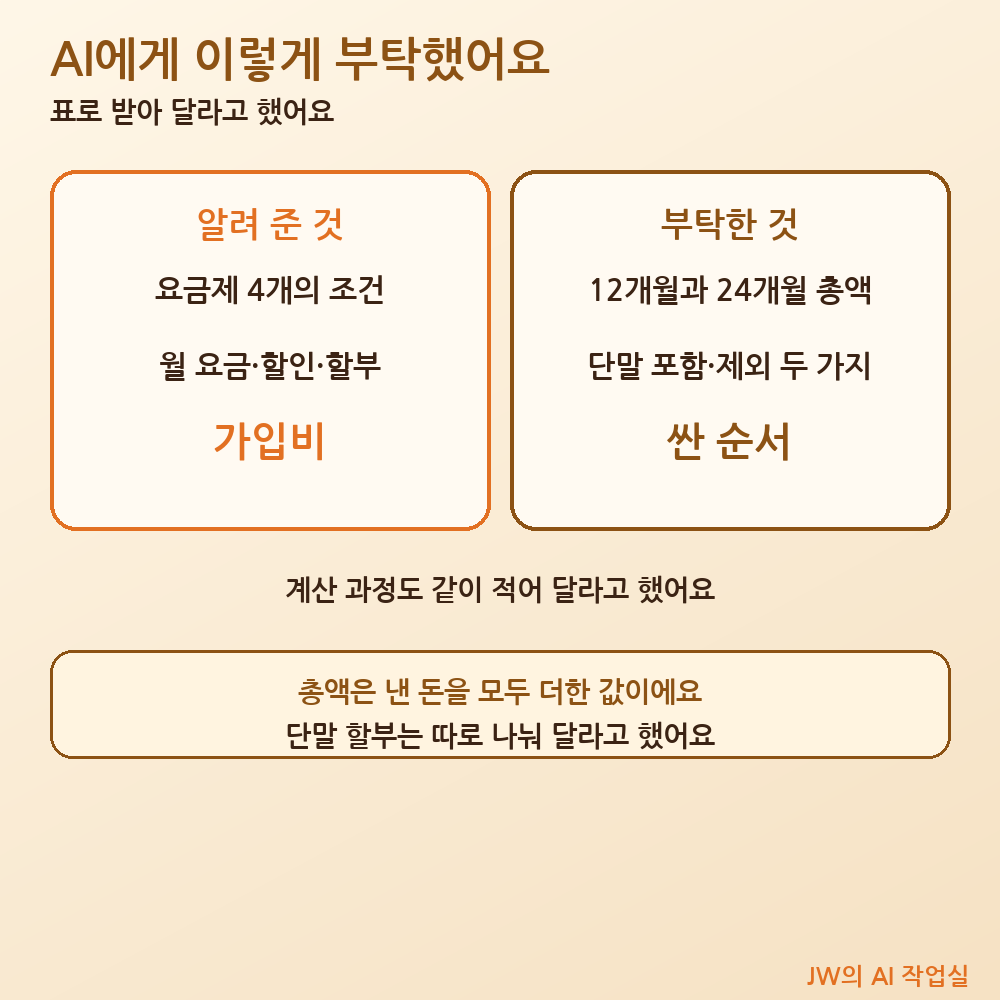 AI에게 이렇게 부탁했어요
표로 받아 달라고 했어요
알려 준 것
요금제 4개의 조건
월 요금·할인·할부
가입비
부탁한 것
12개월과 24개월 총액
단말 포함·제외 두 가지
싼 순서
계산 과정도 같이 적어 달라고 했어요
총액은 낸 돈을 모두 더한 값이에요
단말 할부는 따로 나눠 달라고 했어요
JW의 AI 작업실